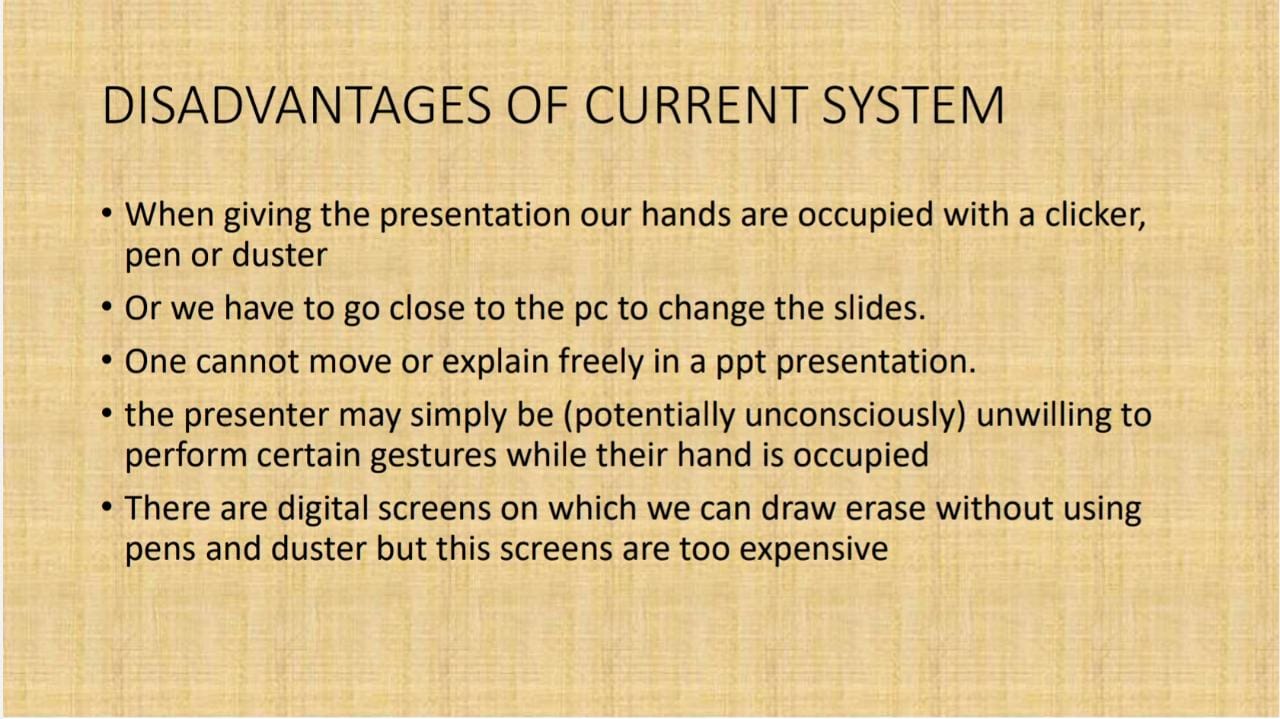 DISADVANTAGES OF CURRENT SYSTEM
• When giving the presentation our hands are occupied with a clicker,
pen or duster
• Or we have to go close to the pc to change the slides.
• One cannot move or explain freely in a ppt presentation.
• the presenter may simply be (potentially unconsciously) unwilling to
perform certain gestures while their hand is occupied
• There are digital screens on which we can draw erase without using
pens and duster but this screens are too expensive